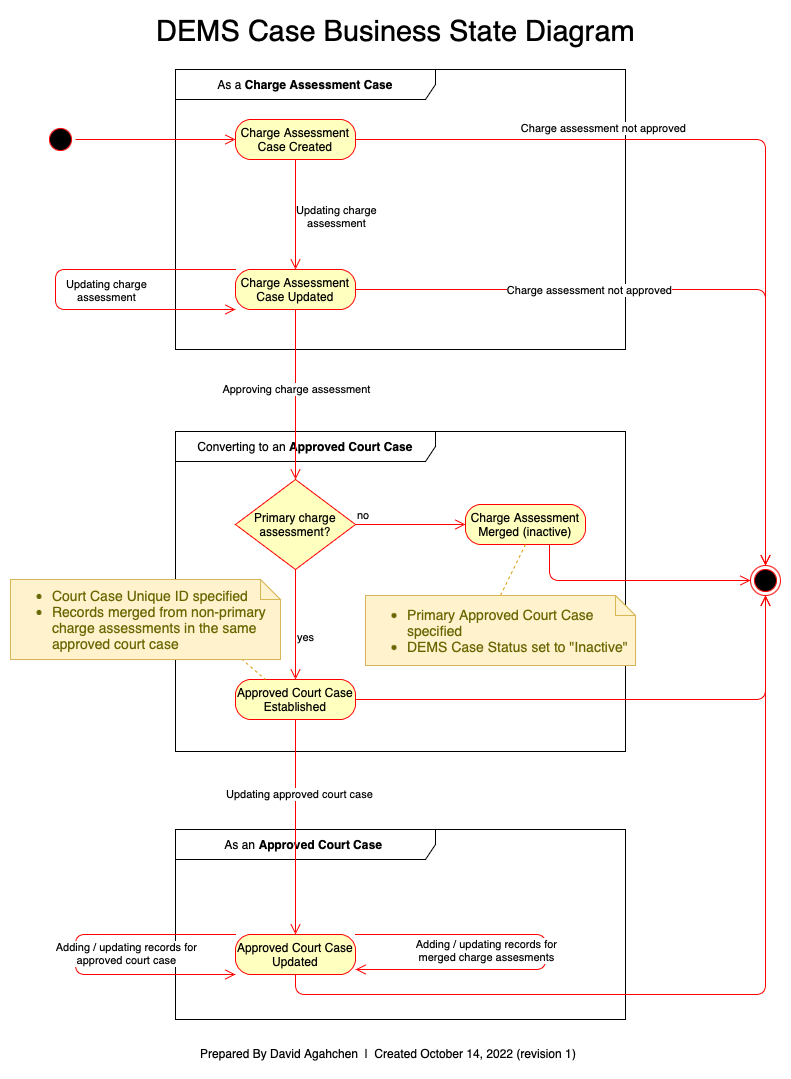 DEMS Case Business State Diagram
As a Charge Assessment Case
Charge Assessment
Case Created
Charge assessment not approved
Updating charge
assessment
Updating charge
assessment
Charge Assessment
Case Updated
Charge assessment not approved
Approving charge assessment
Converting to an Approved Court Case
Primary charge
assessment?
no
Charge Assessment
Merged (inactive)
• Court Case Unique ID specified
• Records merged from non-primary
charge assessments in the same
approved court case
• Primary Approved Court Case
specified
• DEMS Case Status set to "Inactive"
yes
Approved Court Case
Established
Updating approved court case
As an Approved Court Case
Adding / updating records for
approved court case
Approved Court Case
Updated
Adding / updating records for
merged charge assesments
Prepared By David Agahchen | Created October 14, 2022 (revision 1)